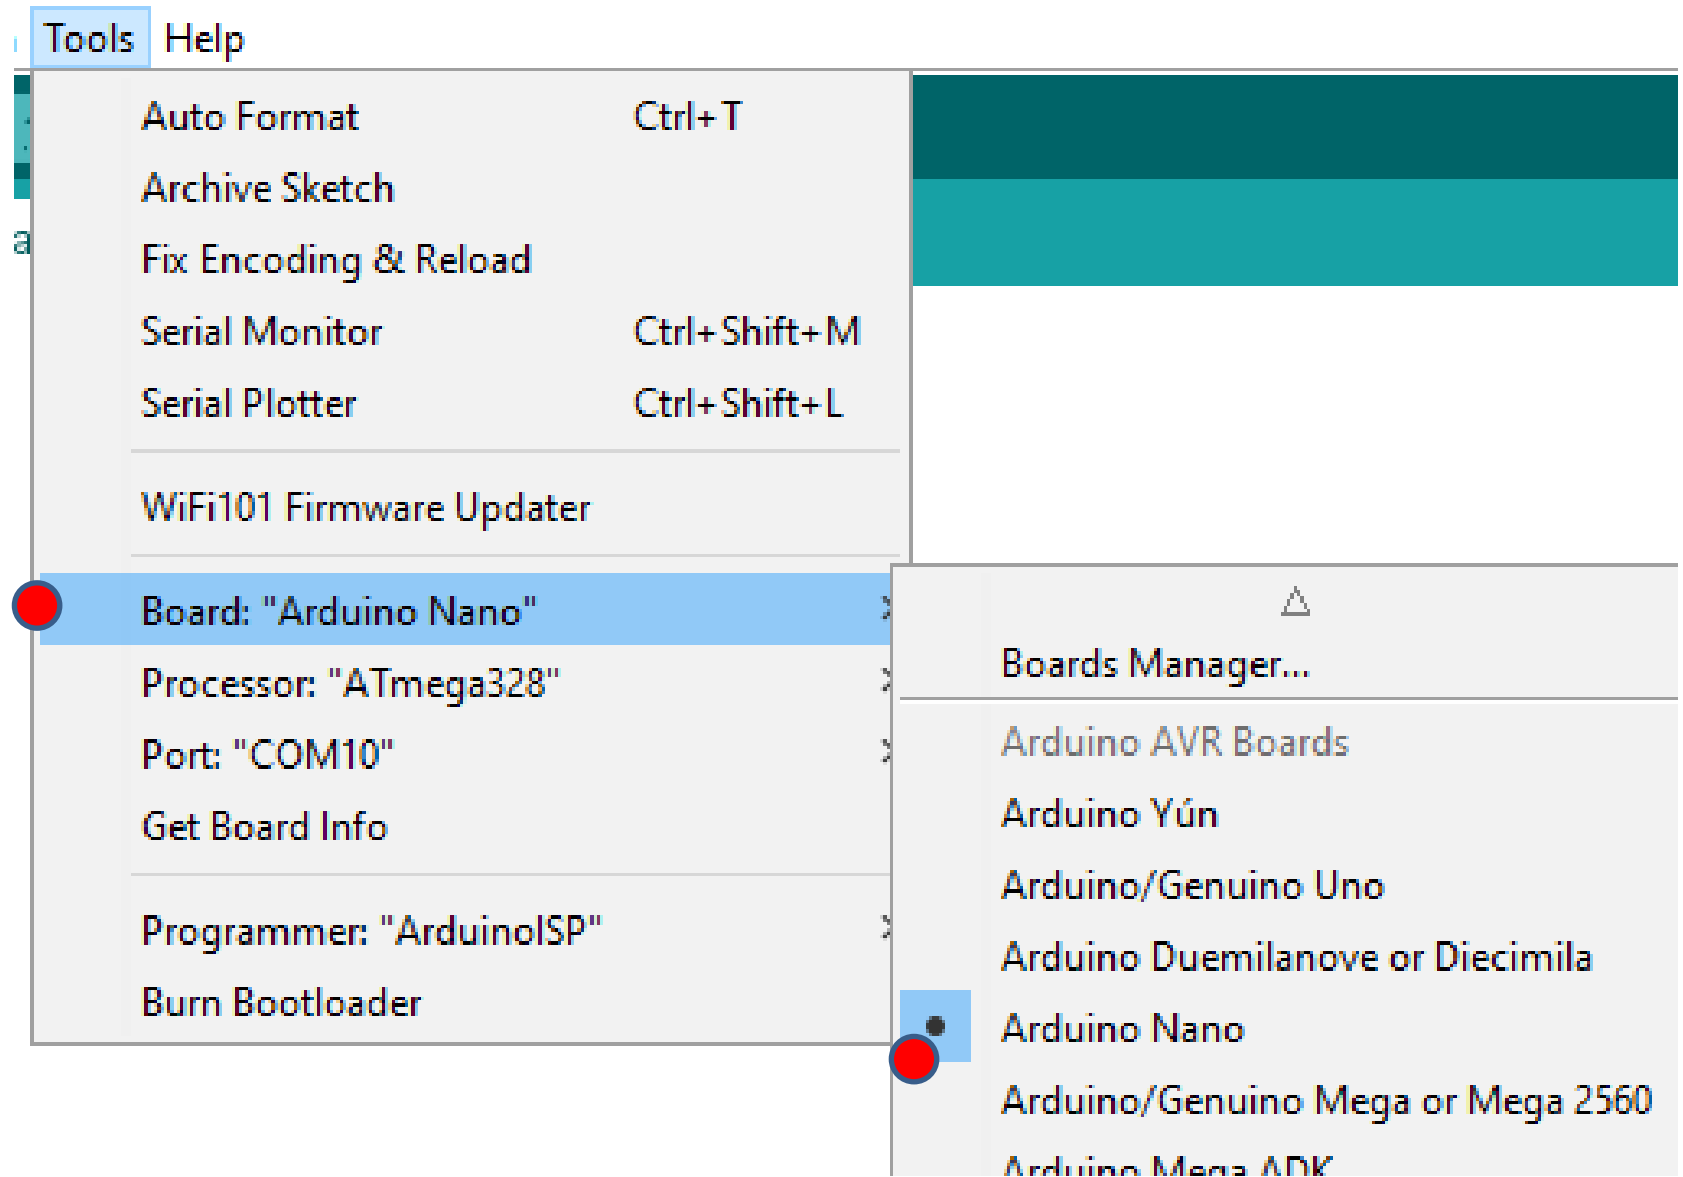 Tools Help
Auto Format Ctrl+T
Archive Sketch
Fix Encoding & Reload
Serial Monitor Ctrl+Shift+M
Serial Plotter Ctrl+Shift+L
WiFi101 Firmware Updater
Board: "Arduino Nano"
Processor: "ATmega328"
Port: "COM10"
Get Board Info
Programmer: "ArduinoISP"
Burn Bootloader
Boards Manager...
Arduino AVR Boards
Arduino Yún
Arduino/Genuino Uno
Arduino Duemilanove or Diecimila
Arduino Nano
Arduino/Genuino Mega or Mega 2560
Arduino Mega ADK